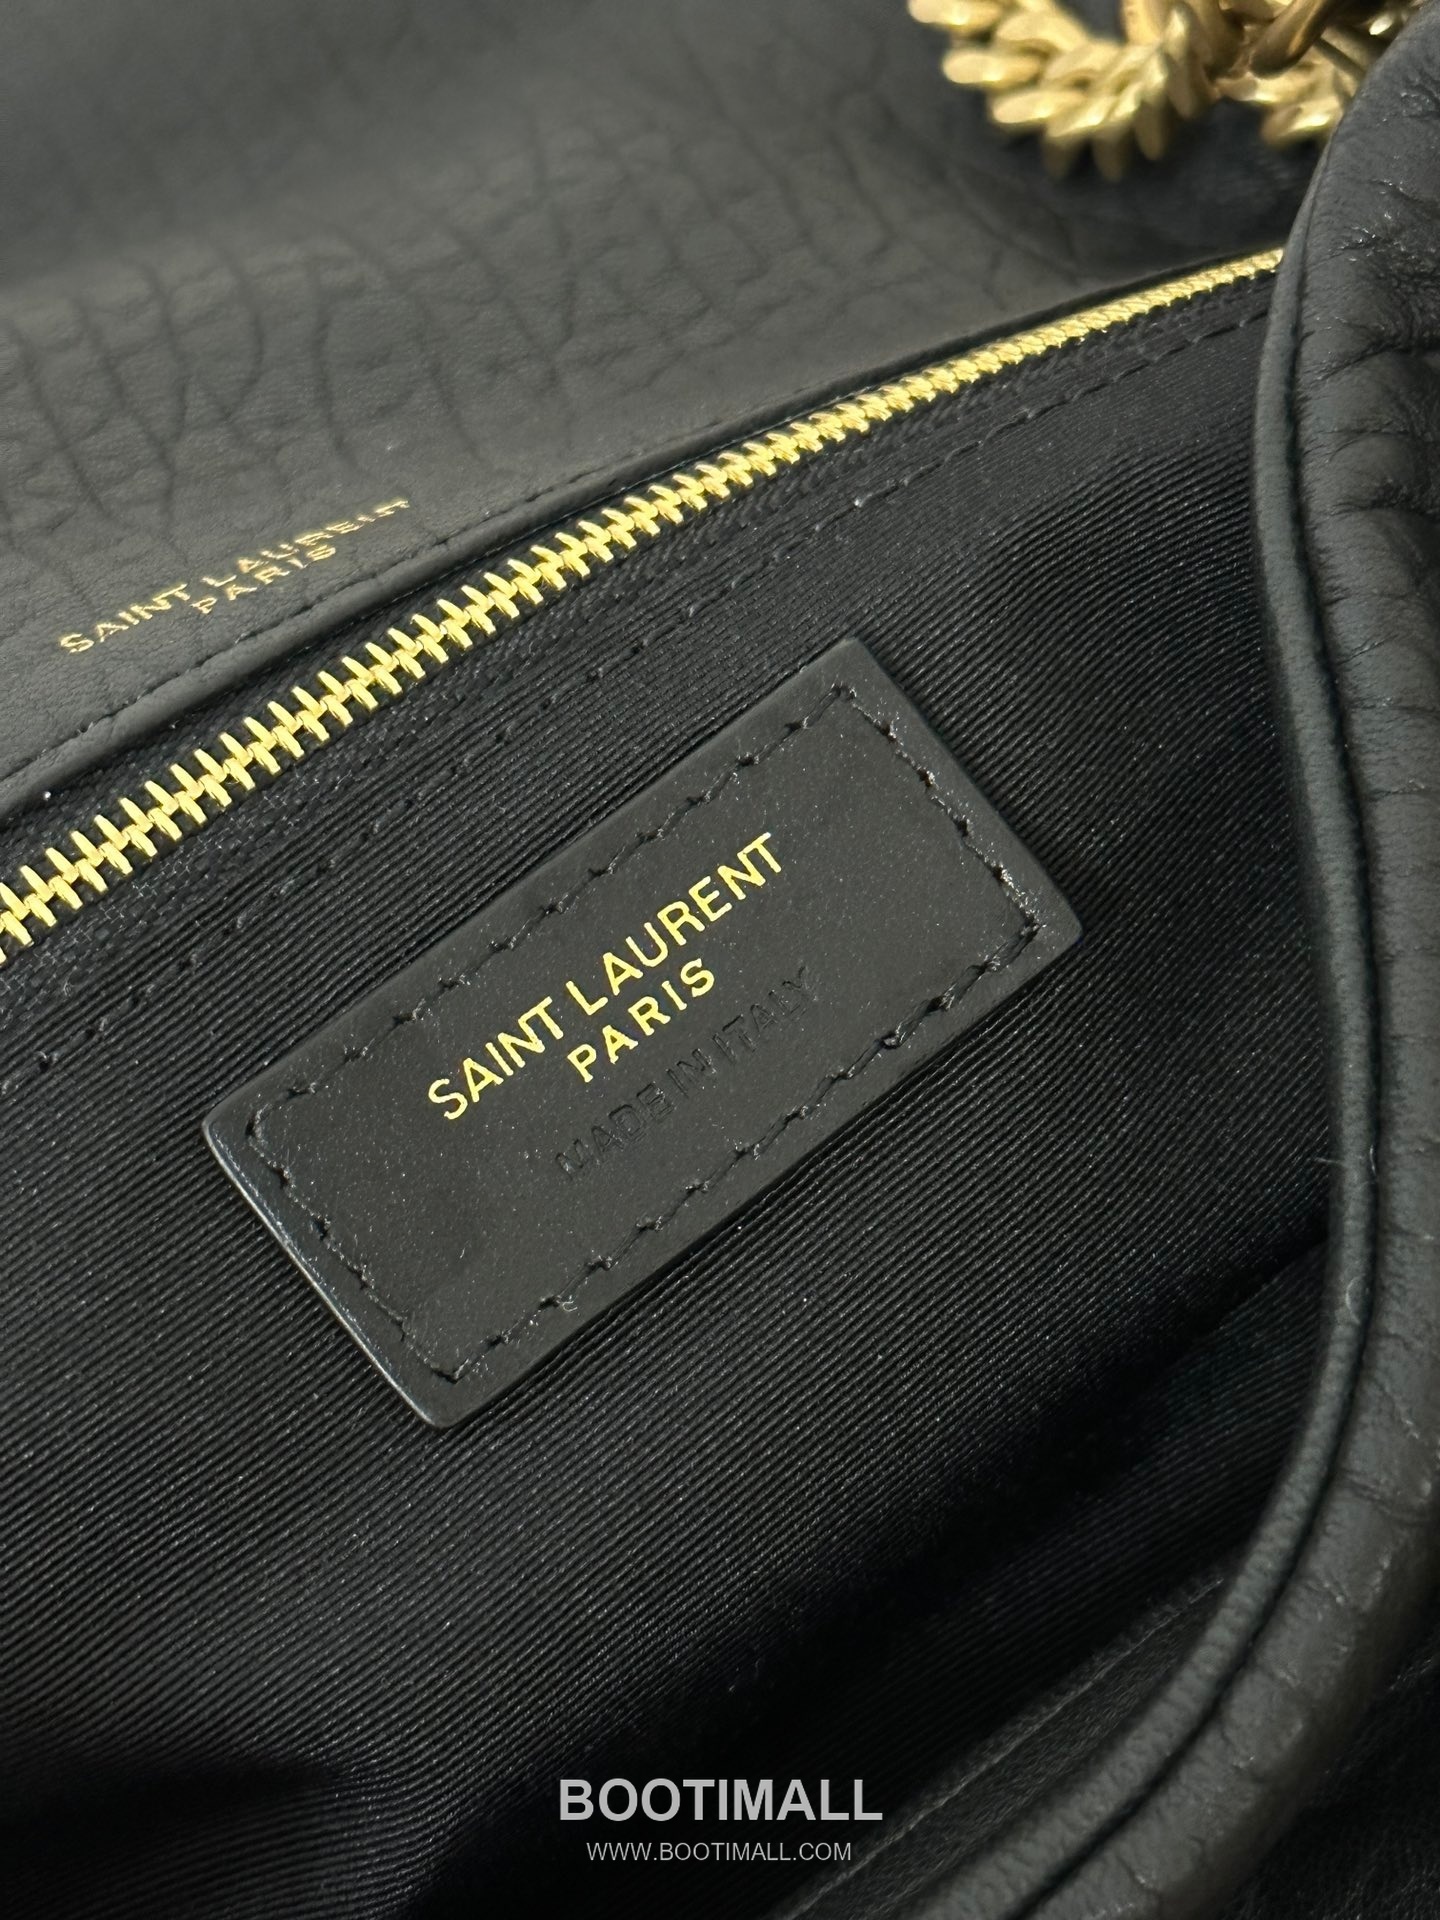 SAINT LAURENT
PARIS
SAINT LAURENT
PARIS
MADE IN ITALY
BOOTIMALL
WWW.BOOTIMALL.COM